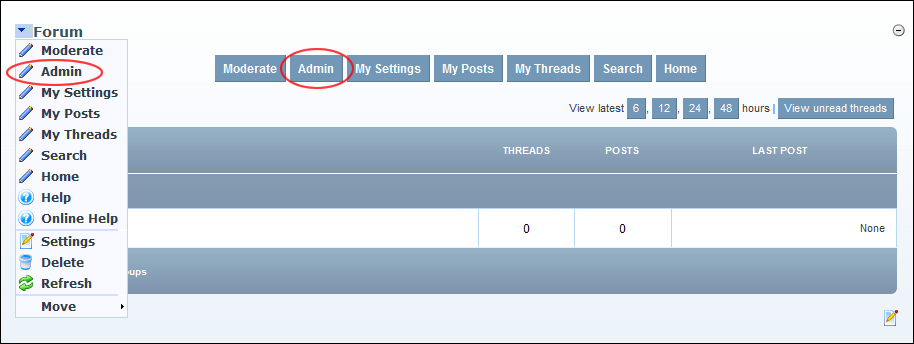 Forum
Moderate
Admin
My Settings
My Posts
My Threads
Search
Home
Help
Online Help
Settings
Delete
Refresh
Move
Moderate Admin My Settings My Posts My Threads Search Home
View latest 6, 12, 24, 48 hours | View unread threads
THREADS POSTS LAST POST
0 0 None
oups